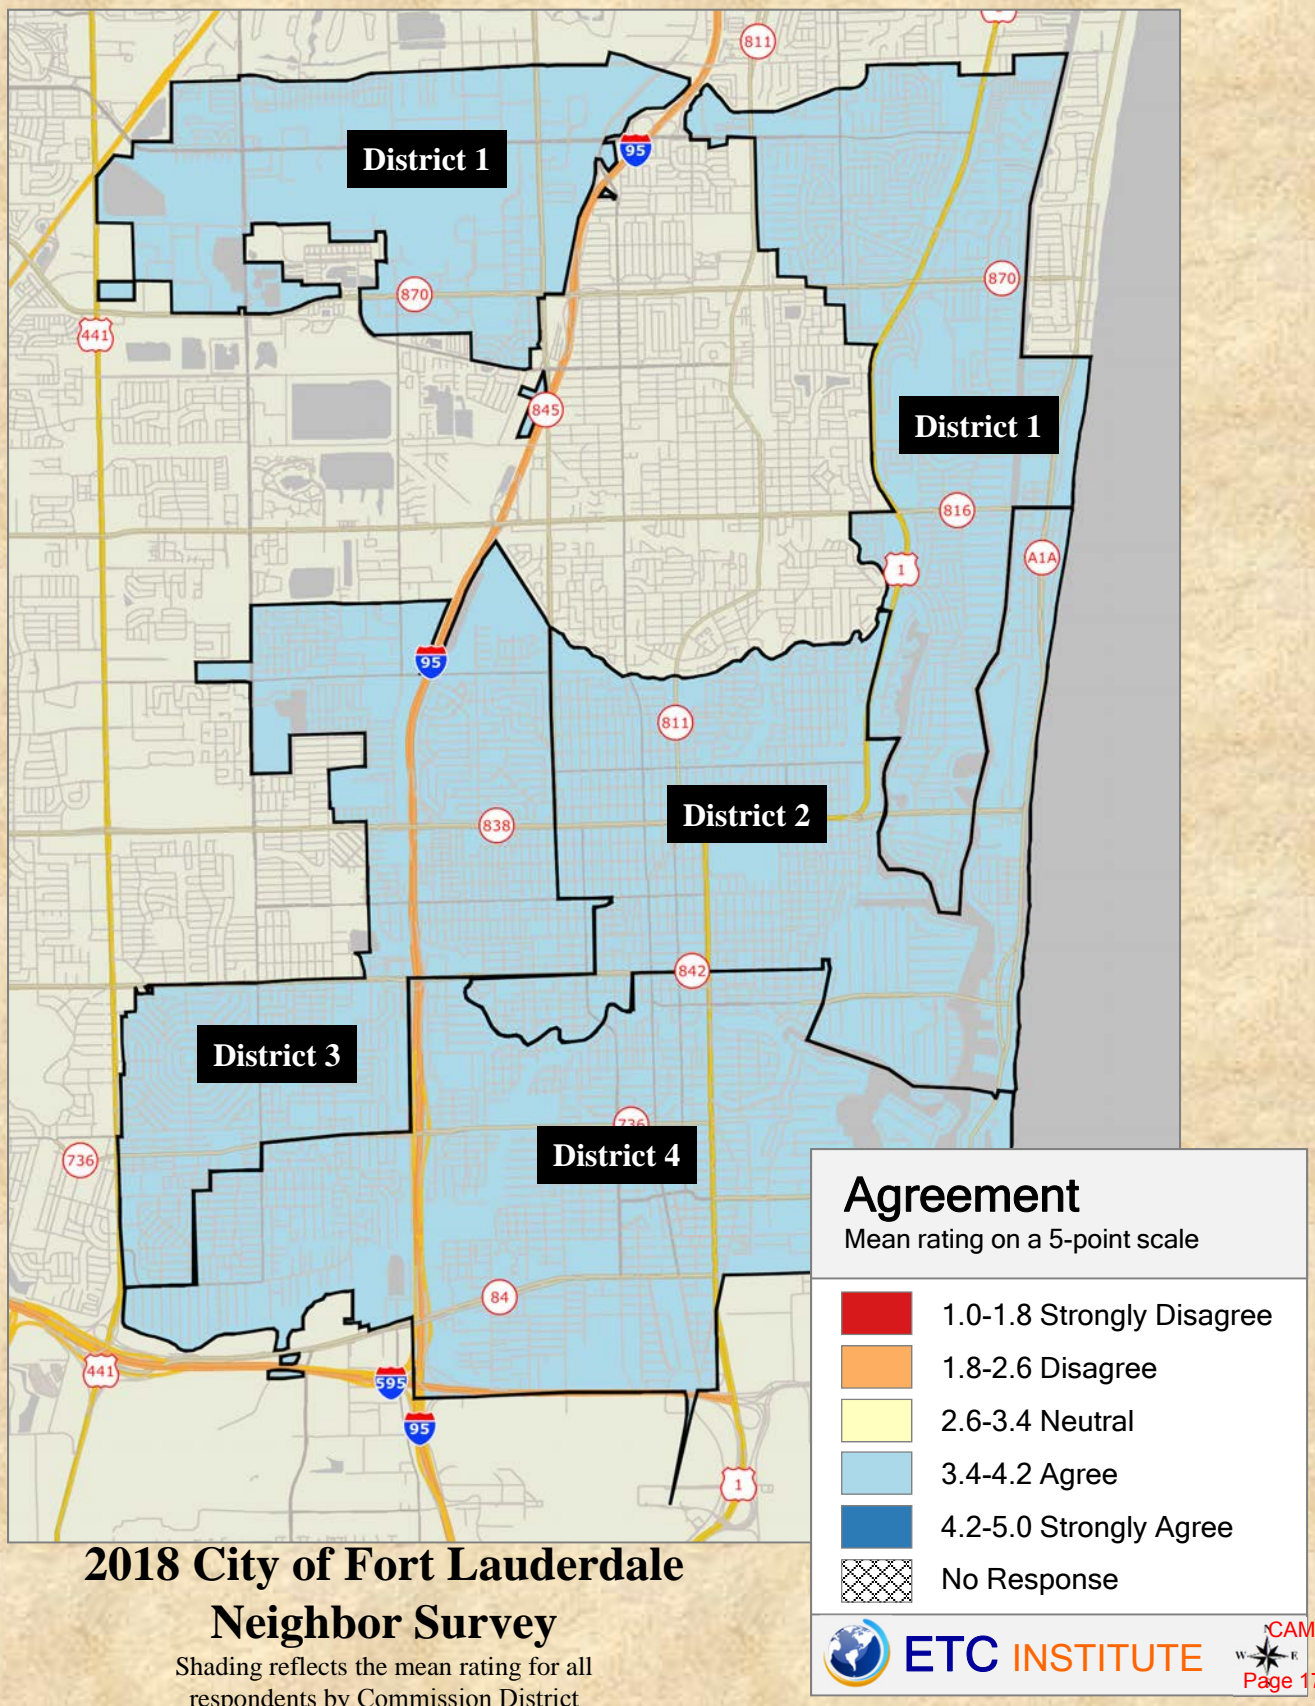 811
95
District 1
870
870
441
845
District 1
816
A1A
1
95
811
838
District 2
842
District 3
736
District 4
736
84
441
595
95
1
Agreement
Mean rating on a 5-point scale
1.0-1.8 Strongly Disagree
1.8-2.6 Disagree
2.6-3.4 Neutral
3.4-4.2 Agree
4.2-5.0 Strongly Agree
No Response
ETC INSTITUTE
N
W E
CAM
Page 17
2018 City of Fort Lauderdale
Neighbor Survey
Shading reflects the mean rating for all
respondents by Commission District